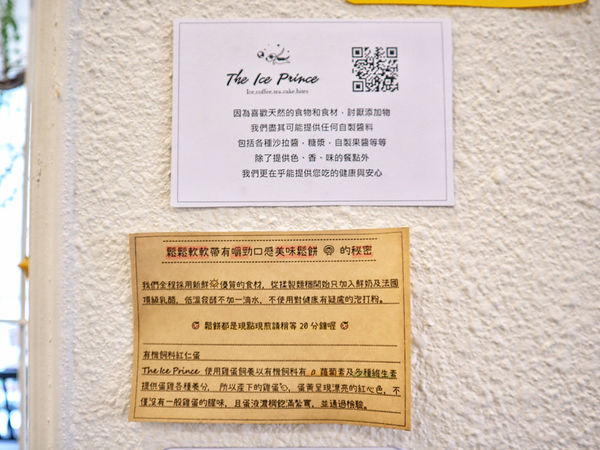 The Ice Prince
Ice.coffee.tea.cake.bites
因為喜歡天然的食物和食材，討厭添加物
我們盡其可能提供任何自製醬料
包括各種沙拉醬，糖漿，自製果醬等等
除了提供色、香、味的餐點外
我們更在乎能提供您吃的健康與安心
鬆鬆軟軟帶有嚼勁口感美味鬆餅 的秘密
我們全程採用新鮮優質的食材，從揉製麵糰開始只加入鮮奶及法國
頂級乳酪，低溫發酵不加一滴水，不使用對健康有疑慮的泡打粉。
鬆餅都是現點現煎請稍等 20 分鐘喔
有機飼料紅仁蛋
The Ice Prince 使用雞蛋飼養以有機飼料有 蘿蔔素及多種維生素
提供蛋雞各種養分，所以產下的雞蛋，蛋黃呈現漂亮的紅心色，不
僅沒有一般雞蛋的腥味，且蛋液濃稠飽滿紮實，並通過檢驗。